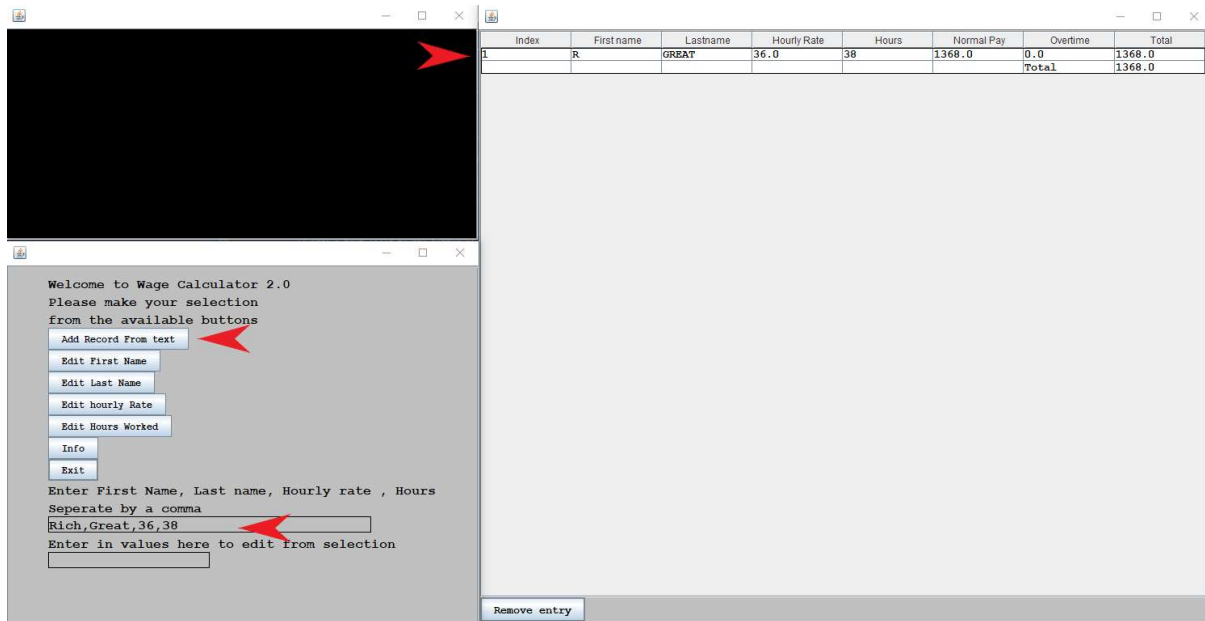 Index First name Lastname Hourly Rate Hours Normal Pay Overtime Total
1 R GREAT 36.0 38 1368.0 0.0 1368.0
Total 1368.0
Welcome to Wage Calculator 2.0
Please make your selection
from the available buttons
Add Record From text
Edit First Name
Edit Last Name
Edit hourly Rate
Edit Hours Worked
Info
Exit
Enter First Name, Last name, Hourly rate , Hours
Seperate by a comma
Rich,Great,36,38
Enter in values here to edit from selection
Remove entry